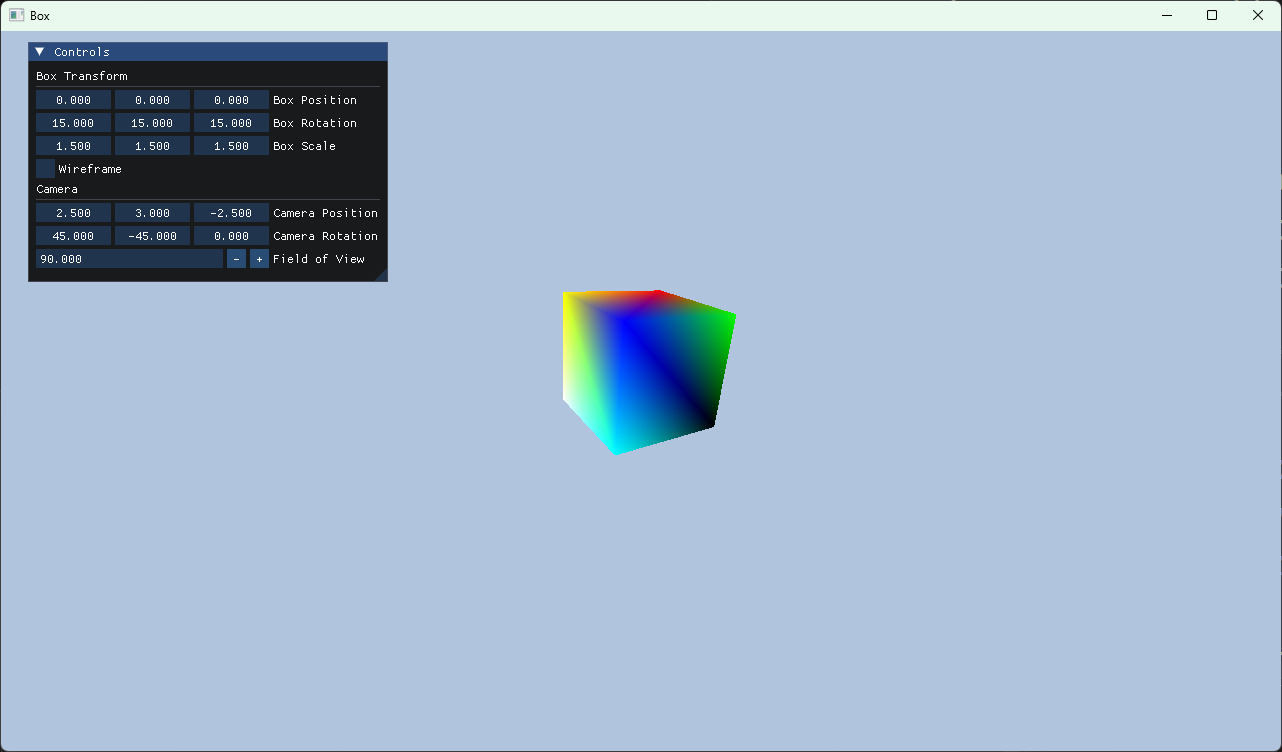 Box
Controls
Box Transform
0.000 0.000 0.000 Box Position
15.000 15.000 15.000 Box Rotation
1.500 1.500 1.500 Box Scale
Wireframe
Camera
2.500 3.000 -2.500 Camera Position
45.000 -45.000 0.000 Camera Rotation
90.000 - + Field of View